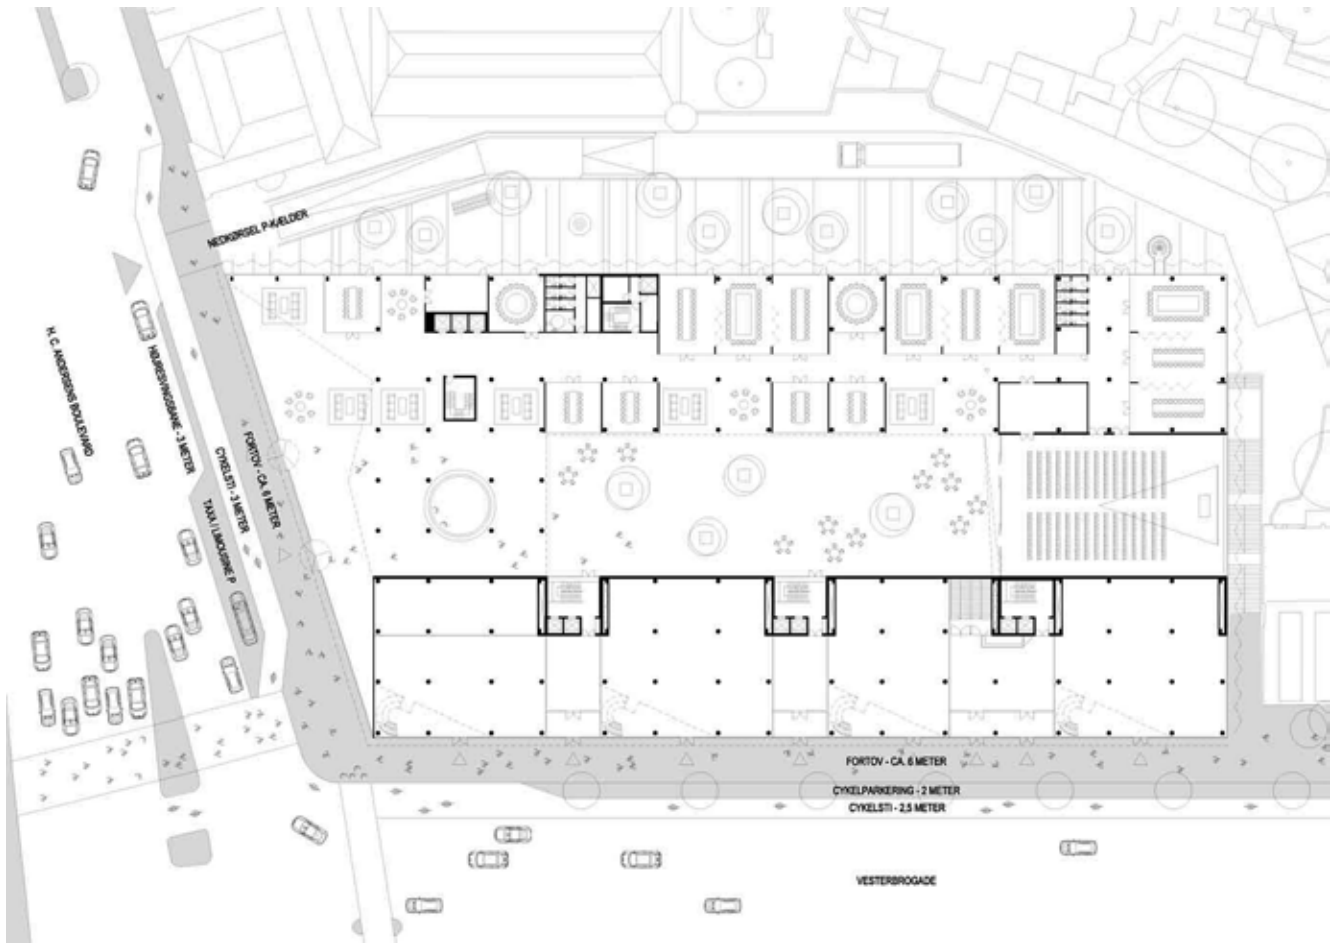 NEDKØRSEL P-KÆLDER
H. C. ANDERSENS BOULEVARD
HØJRESVINGSBANE - 3 METER
CYKELSTI - 3 METER
FORTOV - CA. 6 METER
TAXA / LIMOUSINE P
FORTOV - CA. 6 METER
CYKELPARKERING - 2 METER
CYKELSTI - 2,5 METER
VESTERBROGADE